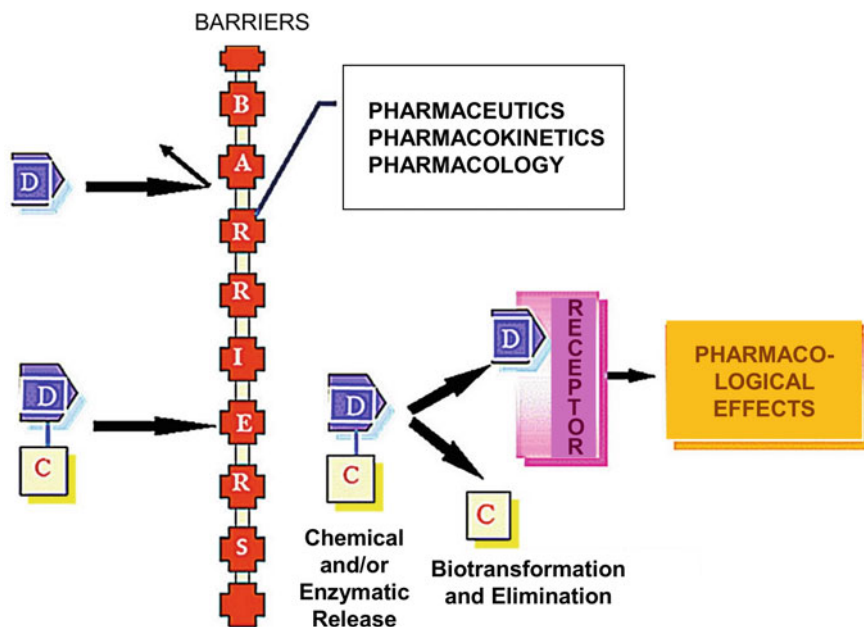 BARRIERS
B
A
R
R
I
E
R
S
PHARMACEUTICS
PHARMACOKINETICS
PHARMACOLOGY
D
D
C
D
C
Chemical
and/or
Enzymatic
Release
D
RECEPTOR
C
Biotransformation
and Elimination
PHARMACO-
LOGICAL
EFFECTS